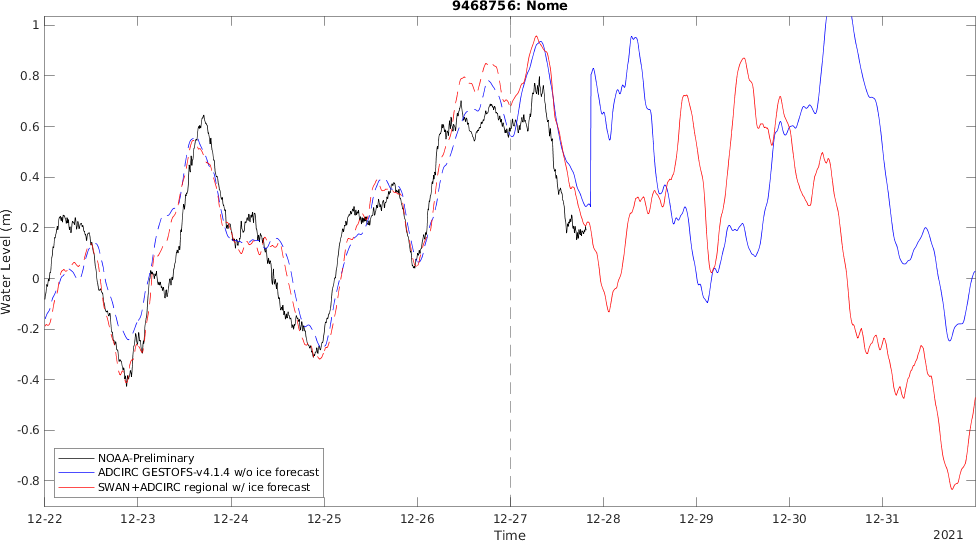 9468756: Nome
1
0.8
0.6
0.4
0.2
0
-0.2
-0.4
-0.6
-0.8
Water Level (m)
NOAA-Preliminary
ADCIRC GESTOFS-v4.1.4 w/o ice forecast
SWAN+ADCIRC regional w/ ice forecast
12-22 12-23 12-24 12-25 12-26 12-27 12-28 12-29 12-30 12-31
Time
2021